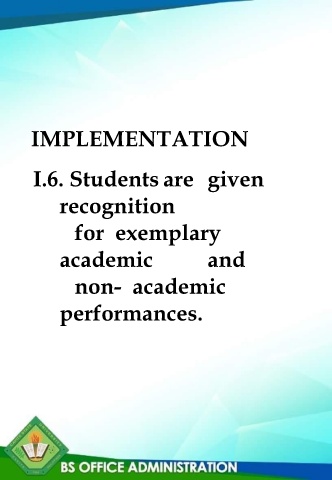 IMPLEMENTATION
I.6. Students are given
recognition
for exemplary
academic and
non- academic
performances.
BS OFFICE ADMINISTRATION